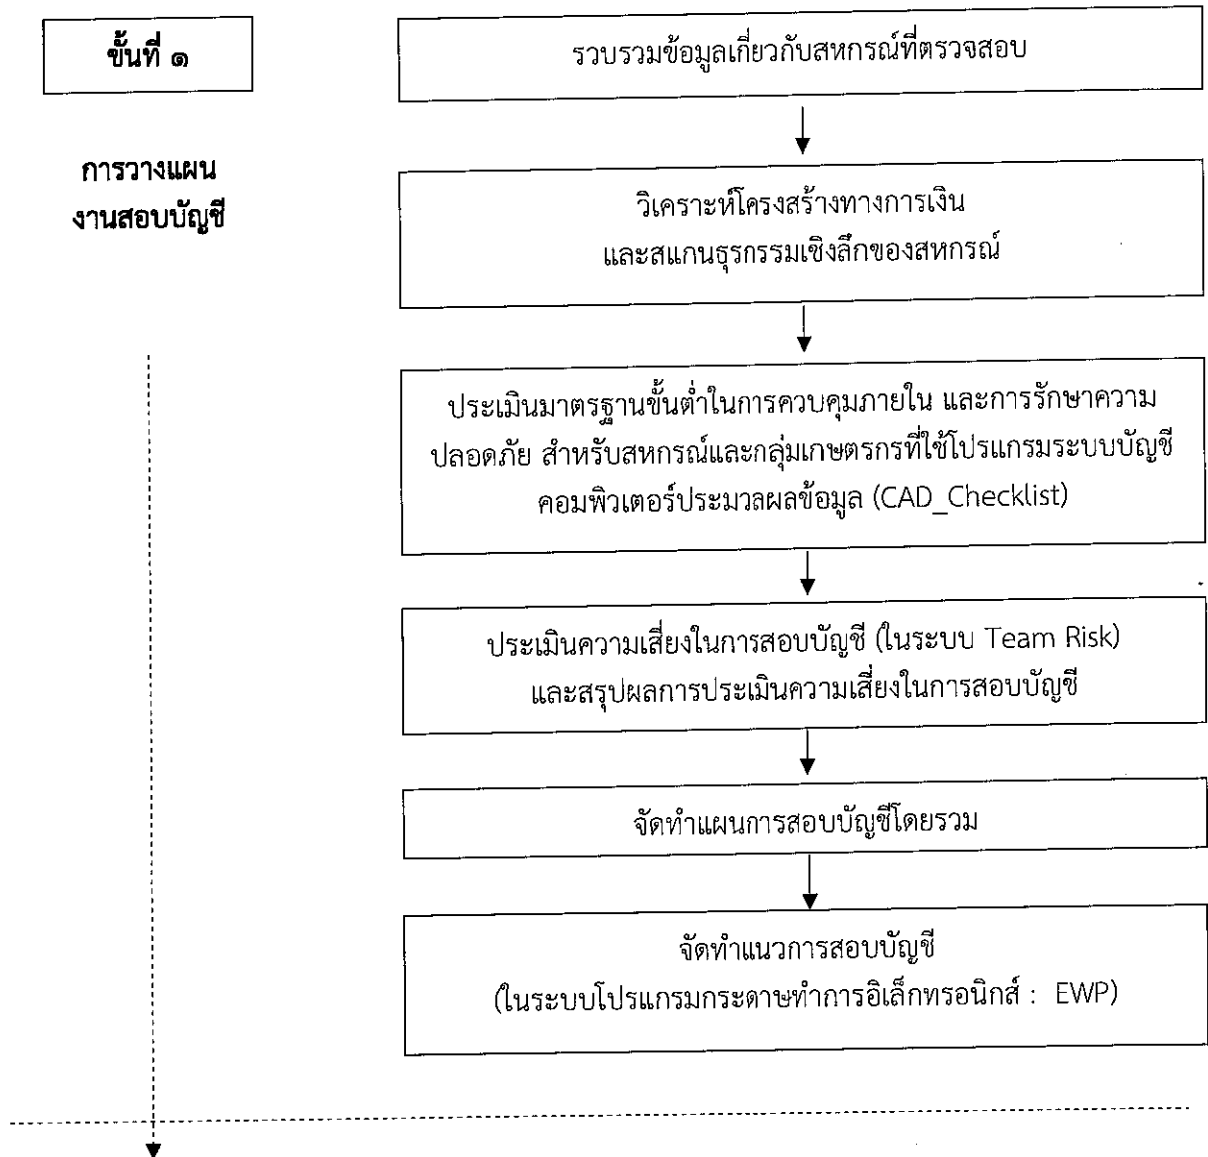 ขั้นที่ ๑
การวางแผน
งานสอบบัญชี
รวบรวมข้อมูลเกี่ยวกับสหกรณ์ที่ตรวจสอบ
วิเคราะห์โครงสร้างทางการเงิน
และสแกนธุรกรรมเชิงลึกของสหกรณ์
ประเมินมาตรฐานขั้นต่ำในการควบคุมภายใน และการรักษาความ
ปลอดภัย สำหรับสหกรณ์และกลุ่มเกษตรกรที่ใช้โปรแกรมระบบบัญชี
คอมพิวเตอร์ประมวลผลข้อมูล (CAD_Checklist)
ประเมินความเสี่ยงในการสอบบัญชี (ในระบบ Team Risk)
และสรุปผลการประเมินความเสี่ยงในการสอบบัญชี
จัดทำแผนการสอบบัญชีโดยรวม
จัดทำแนวการสอบบัญชี
(ในระบบโปรแกรมกระดาษทำการอิเล็กทรอนิกส์ : EWP)